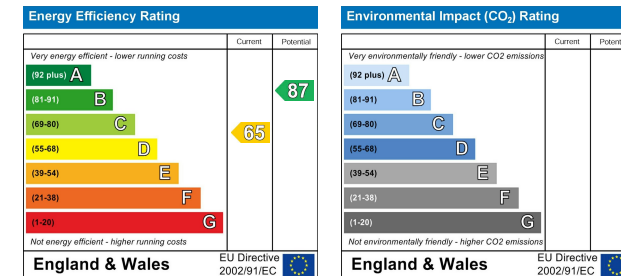 Energy Efficiency Rating
Current Potential
Very energy efficient - lower running costs
(92 plus) A
(81-91) B
87
(69-80) C
65
(55-68) D
(39-54) E
(21-38) F
(1-20) G
Not energy efficient - higher running costs
England & Wales
EU Directive
2002/91/EC
Environmental Impact (CO₂) Rating
Current Potent
Very environmentally friendly - lower CO2 emissions
(92 plus) A
(81-91) B
(69-80) C
(55-68) D
(39-54) E
(21-38) F
(1-20) G
Not environmentally friendly - higher CO2 emissions
England & Wales
EU Directive
2002/91/EC